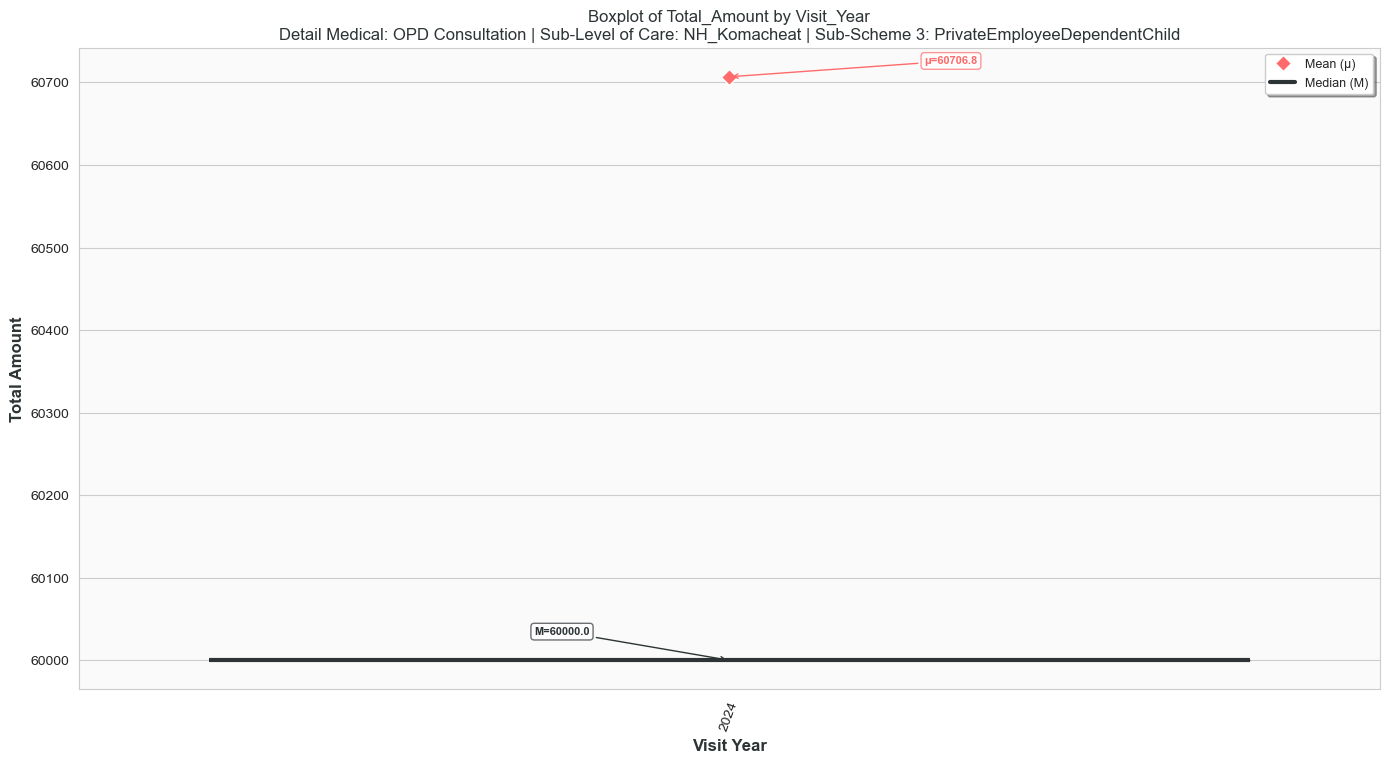 Boxplot of Total_Amount by Visit_Year
Detail Medical: OPD Consultation | Sub-Level of Care: NH_Komacheat | Sub-Scheme 3: PrivateEmployeeDependentChild
μ=60706.8
Mean (μ)
Median (M)
60700
60600
60500
60400
60300
60200
60100
60000
Total Amount
M=60000.0
2024
Visit Year